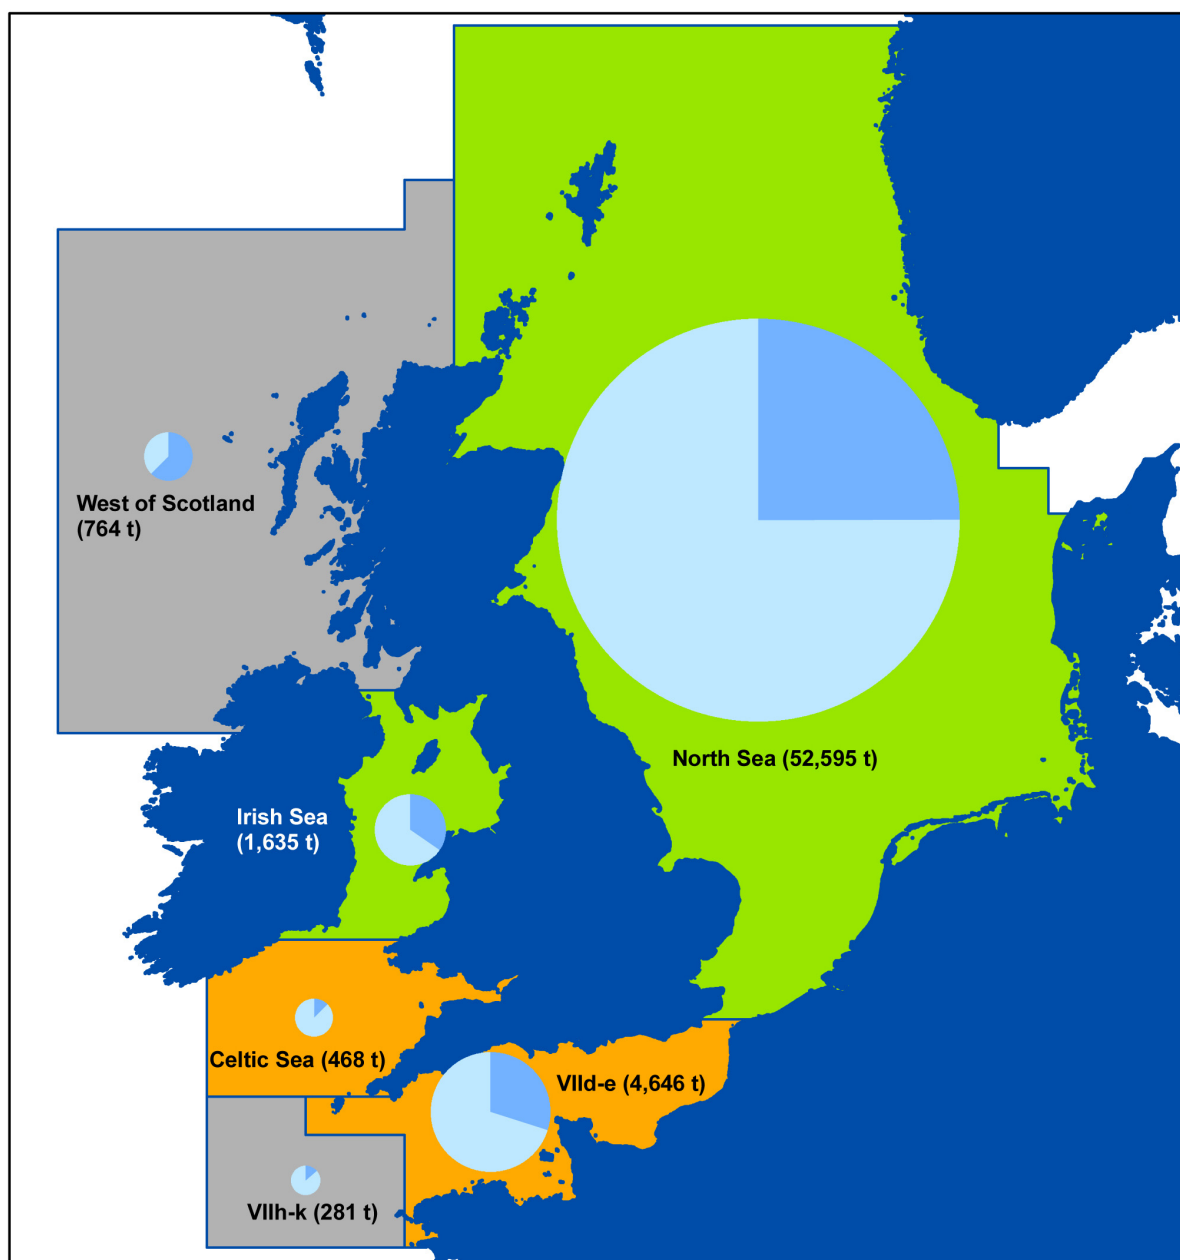 West of Scotland
(764 t)
North Sea (52,595 t)
Irish Sea
(1,635 t)
Celtic Sea (468 t)
VIId-e (4,646 t)
VIIh-k (281 t)